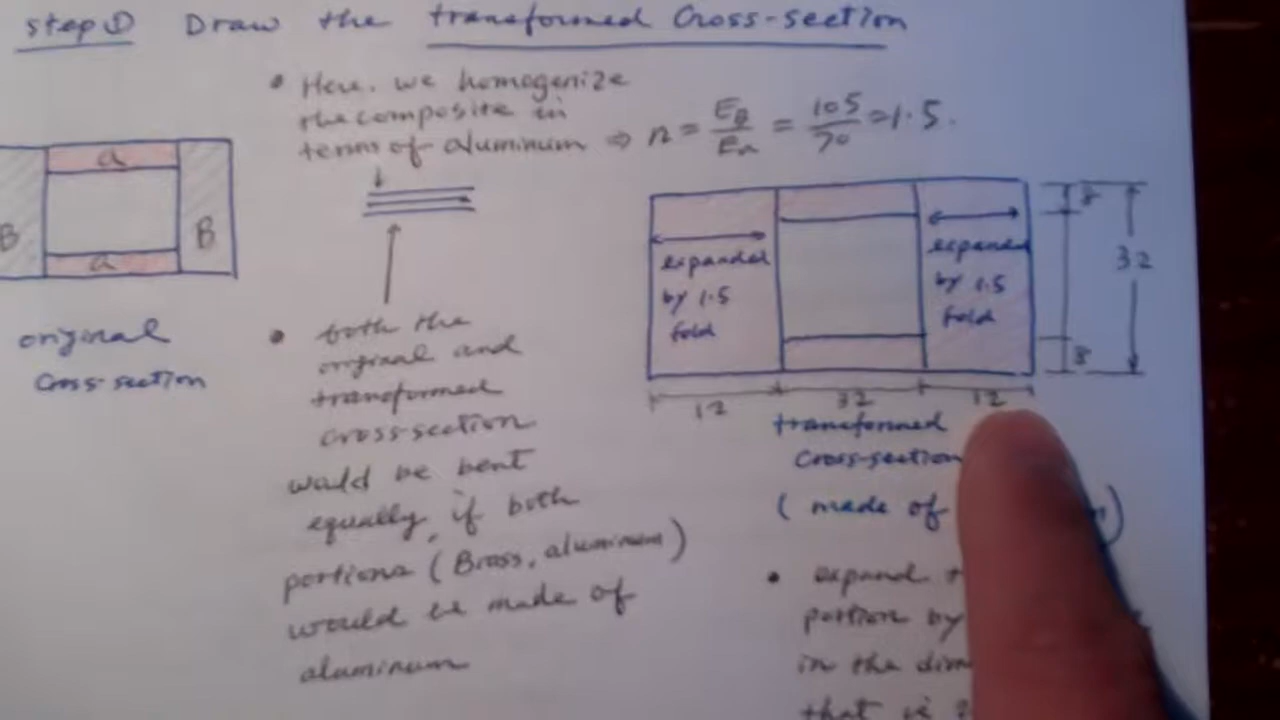 step ① Draw the transformed Cross-section
• Here, we homogenize
the composite in
terms of aluminum ⇒ n = E_B/E_a = 105/70 = 1.5.
a
B
B
a
original
Cross-section
expanded
by 1.5
fold
expanded
by 1.5
fold
8
32
8
12 32 12
transformed
Cross-section
( made of )
• both the
original and
transformed
cross-section
would be bent
equally, if both
portions (Brass, aluminum)
would be made of
aluminum
• expand
portion by
in the
that is